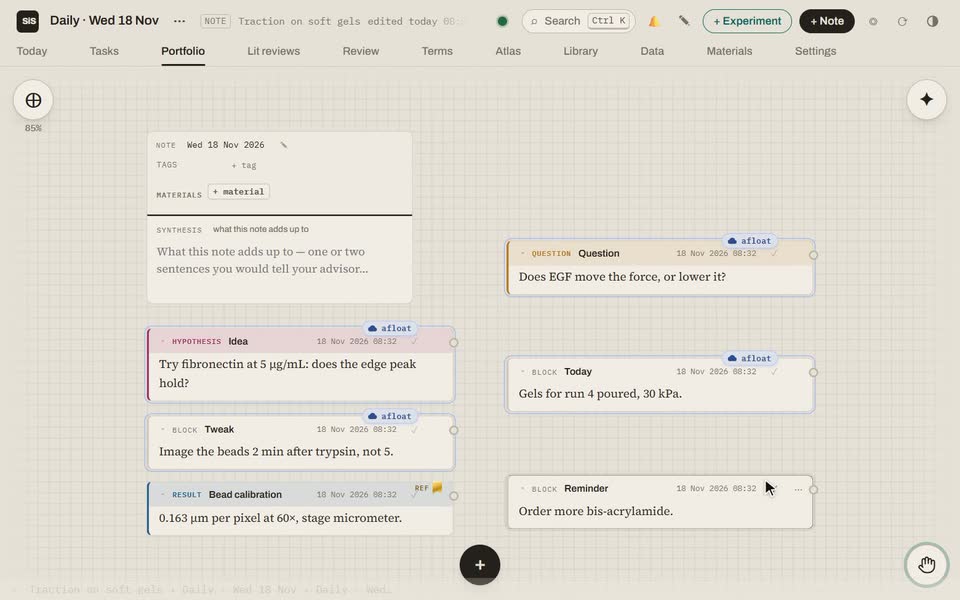 SiS Daily · Wed 18 Nov ··· NOTE Traction on soft gels edited today 08: Search Ctrl K + Experiment + Note
Today Tasks Portfolio Lit reviews Review Terms Atlas Library Data Materials Settings
85%
NOTE Wed 18 Nov 2026
TAGS + tag
MATERIALS + material
SYNTHESIS what this note adds up to
What this note adds up to — one or two
sentences you would tell your advisor...
afloat
HYPOTHESIS Idea 18 Nov 2026 08:32 ✓
Try fibronectin at 5 µg/mL: does the edge peak
hold?
afloat
BLOCK Tweak 18 Nov 2026 08:32 ✓
Image the beads 2 min after trypsin, not 5.
REF
RESULT Bead calibration 18 Nov 2026 08:32 ✓
0.163 µm per pixel at 60×, stage micrometer.
afloat
QUESTION Question 18 Nov 2026 08:32 ✓
Does EGF move the force, or lower it?
afloat
BLOCK Today 18 Nov 2026 08:32 ✓
Gels for run 4 poured, 30 kPa.
BLOCK Reminder 18 Nov 2026 08:32 ···
Order more bis-acrylamide.
+
Traction on soft gels · Daily · Wed 18 Nov · Daily · Wed…